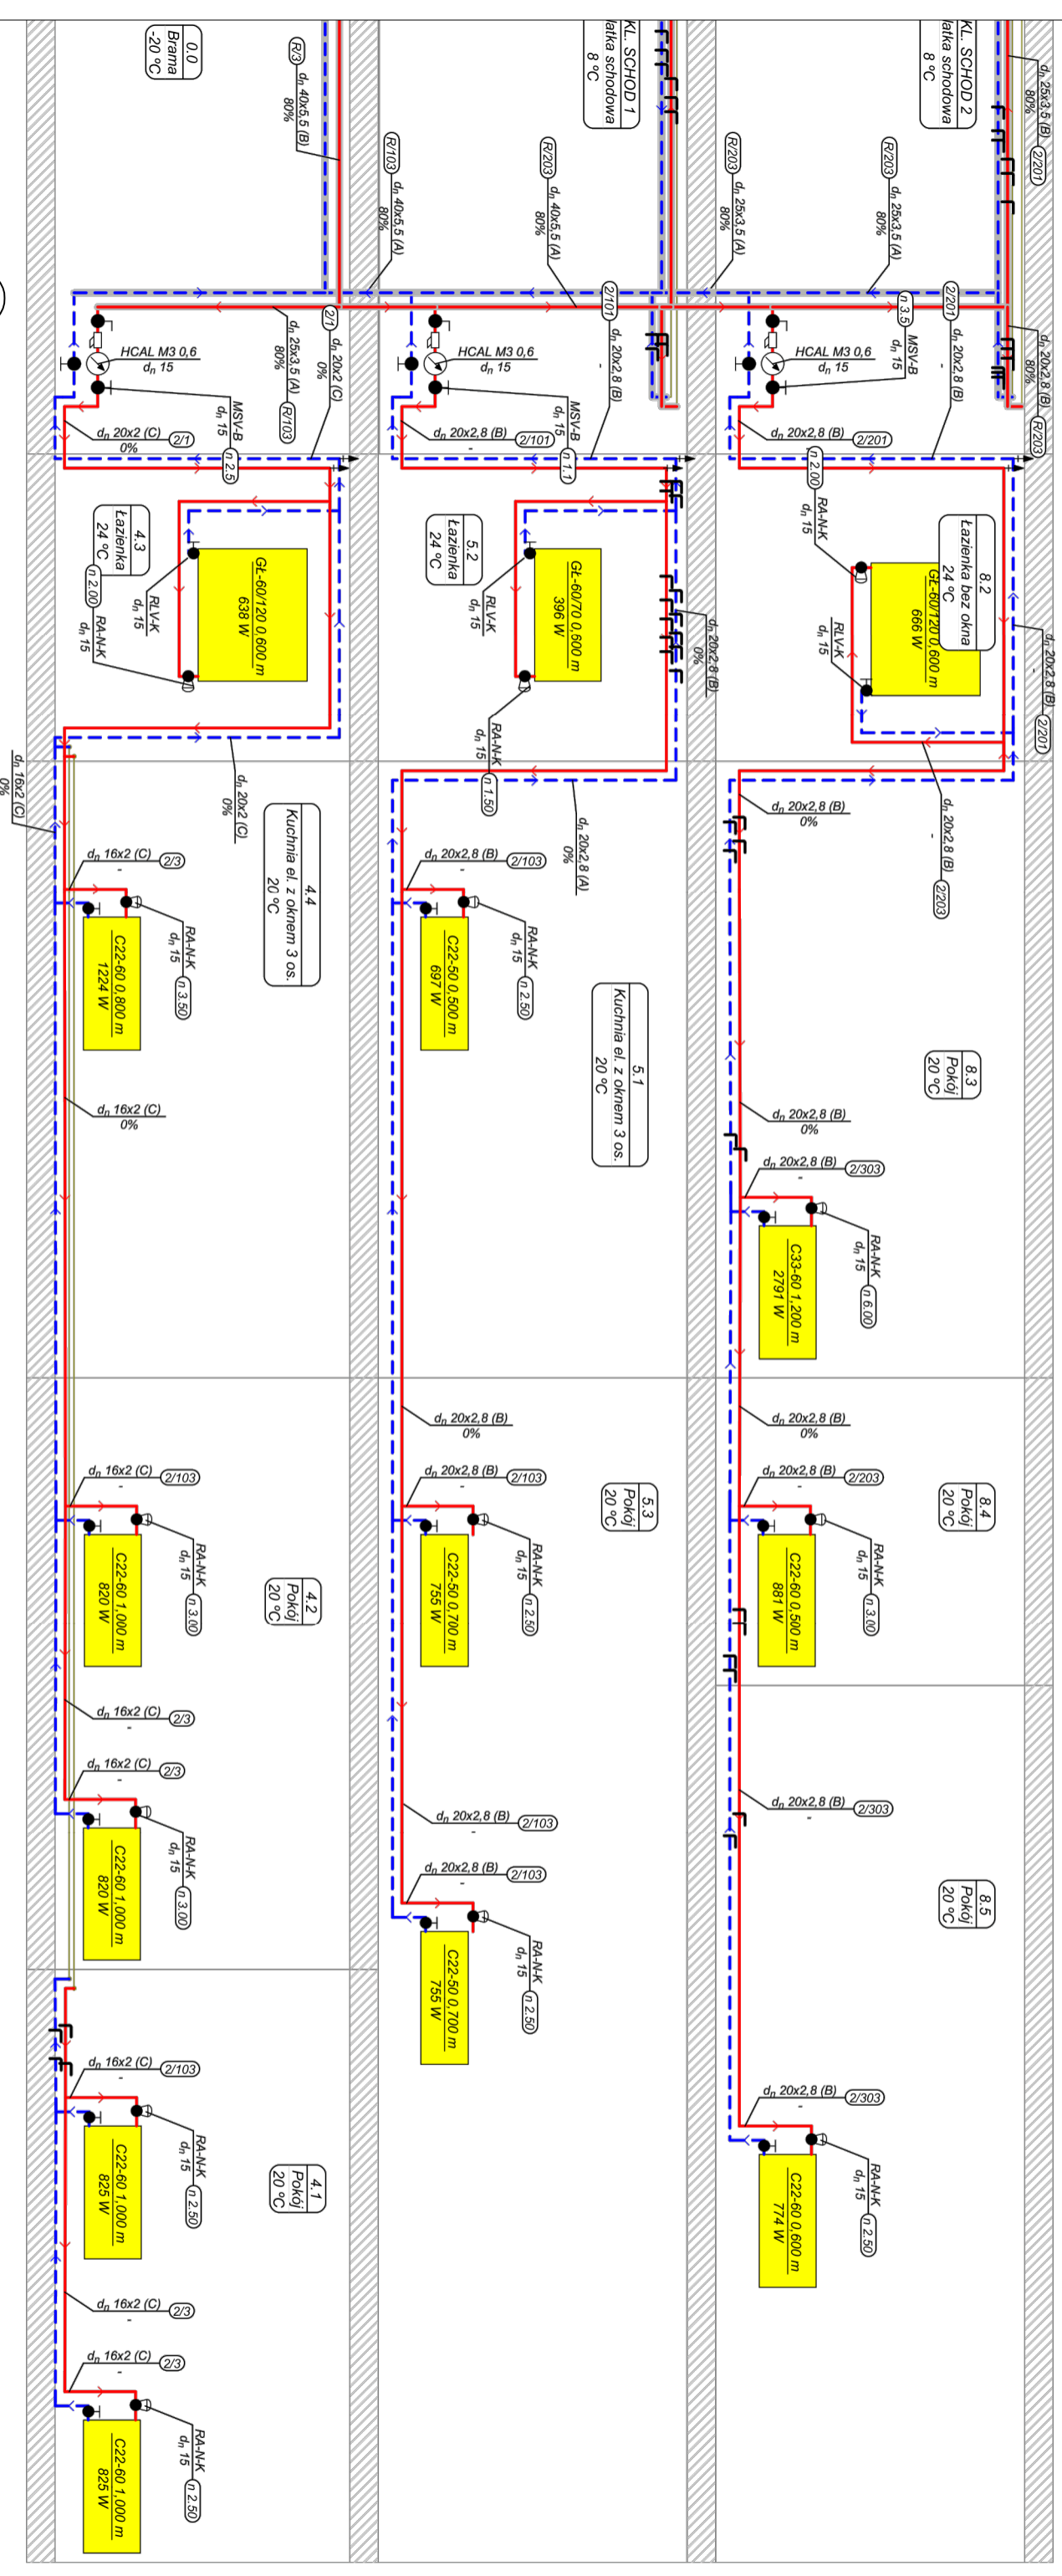 KL. SCHOD 2
latka schodowa
8 °C
dn 25x3,5 (B)
80%
2/201
R/203
dn 25x3,5 (A)
80%
R/203
dn 25x3,5 (A)
80%
2/201
dn 20x2,8 (B)
-
dn 20x2,8 (B)
80%
R/203
n 3.5
MSV-B
dn 15
HCAL M3 0,6
dn 15
dn 20x2,8 (B)
-
2/201
8.2
Łazienka bez okna
24 °C
GŁ-60/120 0,600 m
666 W
n 2.00
RA-N-K
dn 15
RLV-K
dn 15
dn 20x2,8 (B)
-
2/201
dn 20x2,8 (B)
-
2/203
dn 20x2,8 (B)
0%
8.3
Pokój
20 °C
dn 20x2,8 (B)
0%
dn 20x2,8 (B)
-
2/303
RA-N-K
dn 15
n 6.00
C33-60 1,200 m
2791 W
dn 20x2,8 (B)
0%
8.4
Pokój
20 °C
dn 20x2,8 (B)
-
2/203
RA-N-K
dn 15
n 3.00
C22-60 0,500 m
881 W
dn 20x2,8 (B)
-
2/303
8.5
Pokój
20 °C
dn 20x2,8 (B)
-
2/303
RA-N-K
dn 15
n 2.50
C22-60 0,600 m
774 W
KL. SCHOD 1
latka schodowa
8 °C
R/203
dn 40x5,5 (A)
80%
R/103
dn 40x5,5 (A)
80%
2/101
dn 20x2,8 (B)
-
HCAL M3 0,6
dn 15
MSV-B
dn 15
n 1.1
dn 20x2,8 (B)
-
2/101
5.2
Łazienka
24 °C
GŁ-60/70 0,600 m
396 W
RLV-K
dn 15
RA-N-K
dn 15
n 1.50
dn 20x2,8 (B)
0%
dn 20x2,8 (A)
0%
5.1
Kuchnia el. z oknem 3 os.
20 °C
dn 20x2,8 (B)
-
2/103
RA-N-K
dn 15
n 2.50
C22-50 0,500 m
697 W
dn 20x2,8 (B)
0%
5.3
Pokój
20 °C
dn 20x2,8 (B)
-
2/103
RA-N-K
dn 15
n 2.50
C22-50 0,700 m
755 W
dn 20x2,8 (B)
-
2/103
dn 20x2,8 (B)
-
2/103
RA-N-K
dn 15
n 2.50
C22-50 0,700 m
755 W
0.0
Brama
-20 °C
R/3
dn 40x5,5 (B)
80%
2/1
dn 20x2 (C)
0%
dn 25x3,5 (A)
80%
R/103
HCAL M3 0,6
dn 15
MSV-B
dn 15
n 2.5
dn 20x2 (C)
0%
2/1
4.3
Łazienka
24 °C
GŁ-60/120 0,600 m
638 W
RLV-K
dn 15
n 2.00
RA-N-K
dn 15
dn 20x2 (C)
0%
dn 16x2 (C)
0%
4.4
Kuchnia el. z oknem 3 os.
20 °C
dn 16x2 (C)
-
2/3
RA-N-K
dn 15
n 3.50
C22-60 0,800 m
1224 W
dn 16x2 (C)
0%
4.2
Pokój
20 °C
dn 16x2 (C)
-
2/103
RA-N-K
dn 15
n 3.00
C22-60 1,000 m
820 W
dn 16x2 (C)
-
2/3
dn 16x2 (C)
-
2/3
RA-N-K
dn 15
n 3.00
C22-60 1,000 m
820 W
4.1
Pokój
20 °C
dn 16x2 (C)
-
2/103
RA-N-K
dn 15
n 2.50
C22-60 1,000 m
825 W
dn 16x2 (C)
-
2/3
dn 16x2 (C)
-
2/3
RA-N-K
dn 15
n 2.50
C22-60 1,000 m
825 W